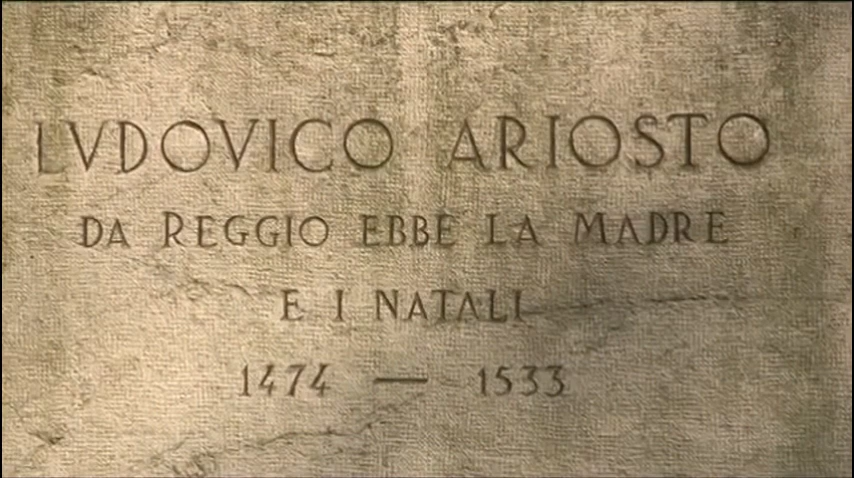 LVDOVICO ARIOSTO
DA REGGIO EBBE LA MADRE
E I NATALI
1474 — 1533